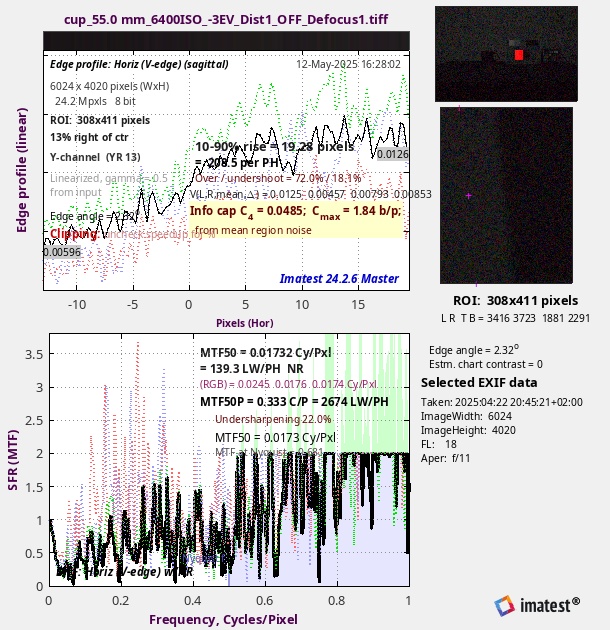 cup_55.0 mm_6400ISO_-3EV_Dist1_OFF_Defocus1.tiff
Edge profile: Horiz (V-edge) (sagittal)
12-May-2025 16:28:02
6024 x 4020 pixels (WxH)
24.2 Mpxls   8 bit
ROI:  308x411 pixels
13% right of ctr
Y-channel  (YR 13)
Linearized, gamma = 0.5
from input
Edge angle = 2.32°
Clipping:
10-90% rise = 19.28 pixels
= 208.5 per PH
Over / undershoot = 72.0% / 18.1%
V(L,R,mean,Δ) = 0.0125, 0.00457, 0.00793, 0.00853
Info cap C4 = 0.0485;  Cmax = 1.84 b/p;
from mean region noise
0.0126
0.00596
Imatest 24.2.6 Master
Edge profile (linear)
-10 -5 0 5 10 15
Pixels (Hor)
ROI:  308x411 pixels
L R  T B = 3416 3723  1881 2291
Edge angle = 2.32°
Estm. chart contrast = 0
Selected EXIF data
Taken: 2025:04:22 20:45:21+02:00
ImageWidth:  6024
ImageHeight:  4020
FL:   18
Aper:  f/11
MTF50 = 0.01732 Cy/Pxl
= 139.3 LW/PH  NR
(RGB) = 0.0245  0.0176  0.0174 Cy/Pxl
MTF50P = 0.333 C/P = 2674 LW/PH
Undersharpening 22.0%
MTF50 = 0.0173 Cy/Pxl
MTF at Nyquist = 0.681
Horiz (V-edge)
SFR (MTF)
3.5
3
2.5
2
1.5
1
0.5
0
0 0.2 0.4 0.6 0.8 1
Frequency, Cycles/Pixel
imatest®